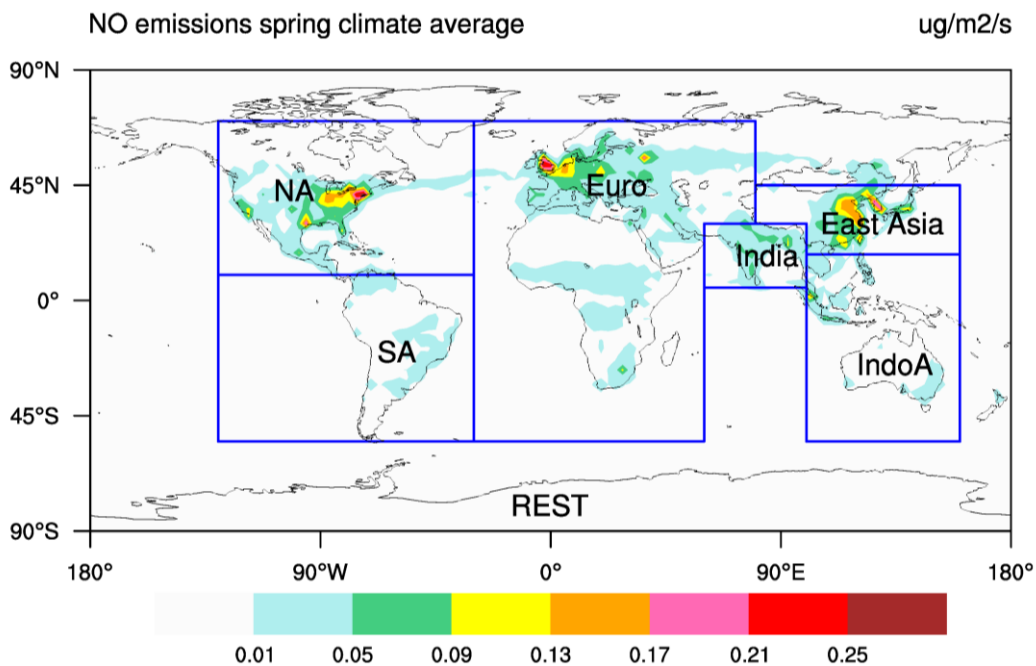 NO emissions spring climate average ug/m2/s
90°N
45°N
0°
45°S
90°S
NA
Euro
East Asia
India
SA
IndoA
REST
180° 90°W 0° 90°E 180°
0.01 0.05 0.09 0.13 0.17 0.21 0.25